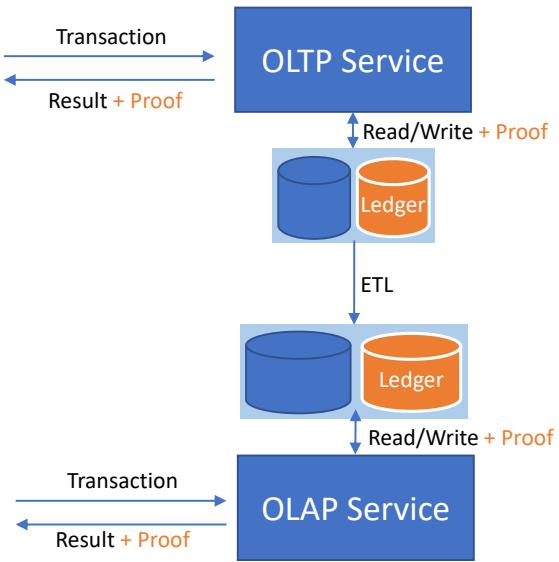 Transaction
OLTP Service
Result + Proof
Read/Write + Proof
Ledger
ETL
Ledger
Read/Write + Proof
Transaction
OLAP Service
Result + Proof